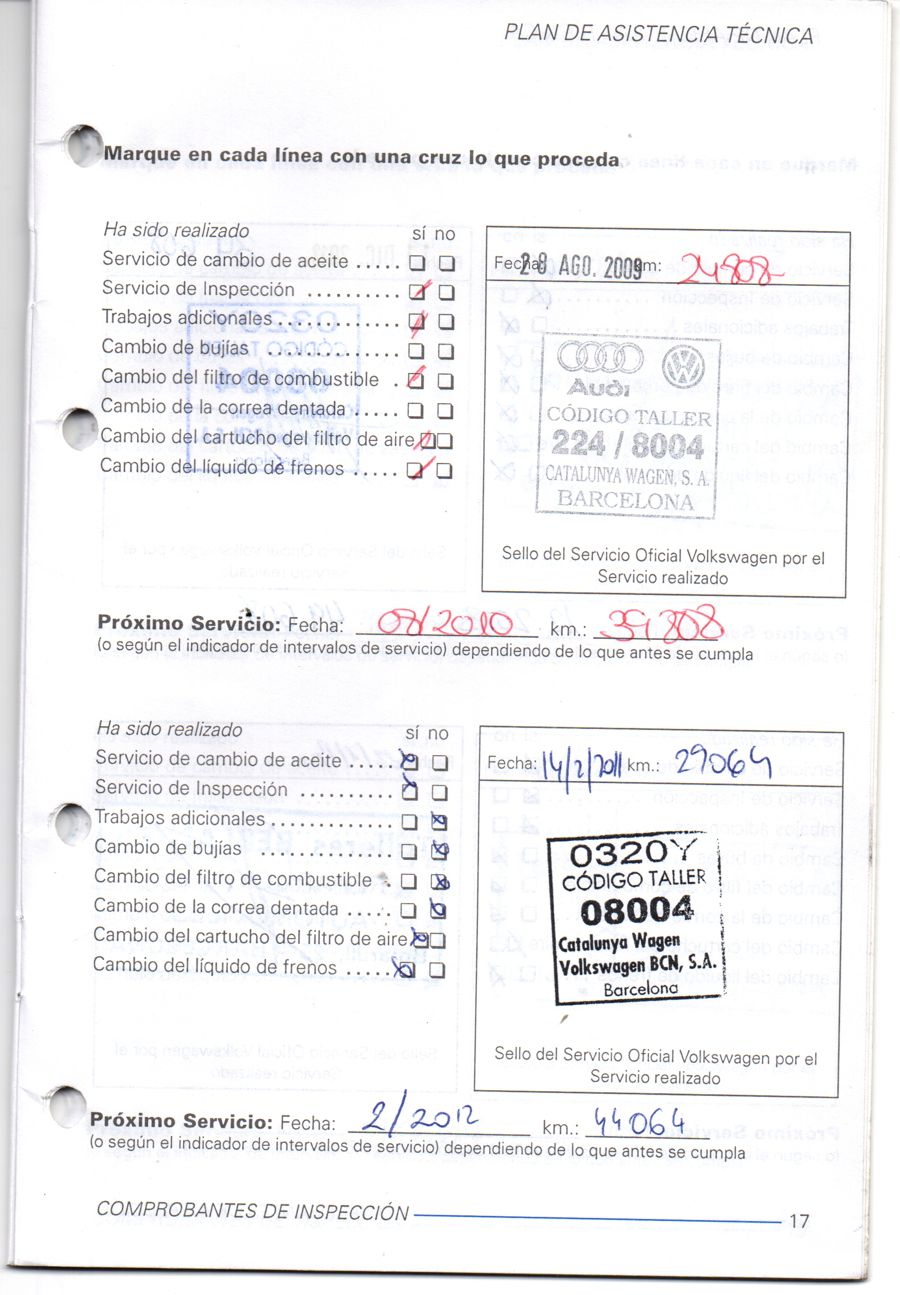 PLAN DE ASISTENCIA TÉCNICA
Marque en cada línea con una cruz lo que proceda
Ha sido realizado sí no
Servicio de cambio de aceite .....
Servicio de Inspección ..........
Trabajos adicionales ............
Cambio de bujías ..............
Cambio del filtro de combustible .
Cambio de la correa dentada .....
Cambio del cartucho del filtro de aire
Cambio del líquido de frenos .....
Fecha: 28 AGO. 2009 km: 24808
Audi
CÓDIGO TALLER
224 / 8004
CATALUNYA WAGEN, S. A.
BARCELONA
Sello del Servicio Oficial Volkswagen por el
Servicio realizado
Próximo Servicio: Fecha: 08/2010 km.: 39808
(o según el indicador de intervalos de servicio) dependiendo de lo que antes se cumpla
Ha sido realizado sí no
Servicio de cambio de aceite .....
Servicio de Inspección ..........
Trabajos adicionales ............
Cambio de bujías ..............
Cambio del filtro de combustible .
Cambio de la correa dentada .....
Cambio del cartucho del filtro de aire
Cambio del líquido de frenos .....
Fecha: 14/2/2011 km.: 29064
0320Y
CÓDIGO TALLER
08004
Catalunya Wagen
Volkswagen BCN, S.A.
Barcelona
Sello del Servicio Oficial Volkswagen por el
Servicio realizado
Próximo Servicio: Fecha: 2/2012 km.: 44064
(o según el indicador de intervalos de servicio) dependiendo de lo que antes se cumpla
COMPROBANTES DE INSPECCIÓN 17